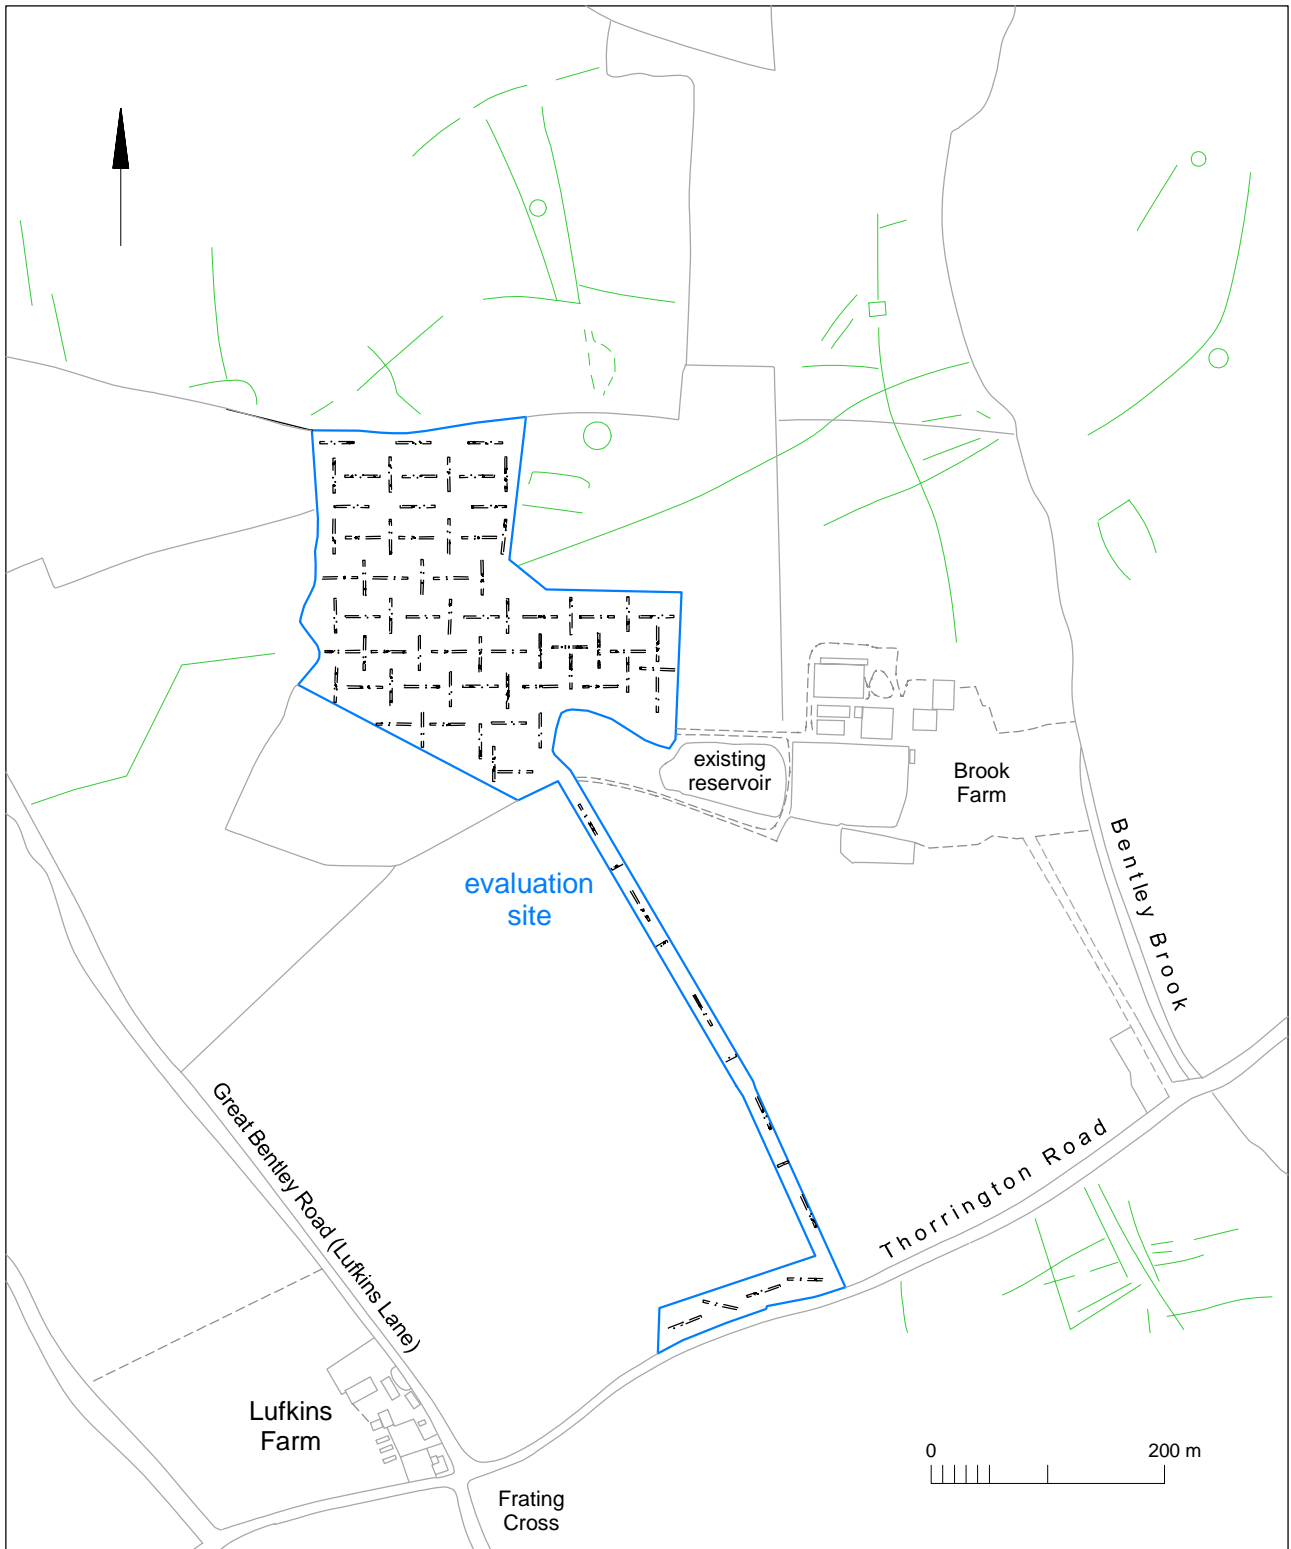 existing
reservoir
Brook
Farm
Bentley Brook
evaluation
site
Great Bentley Road (Lufkins Lane)
Thorrington Road
Lufkins
Farm
Frating
Cross
0
200 m